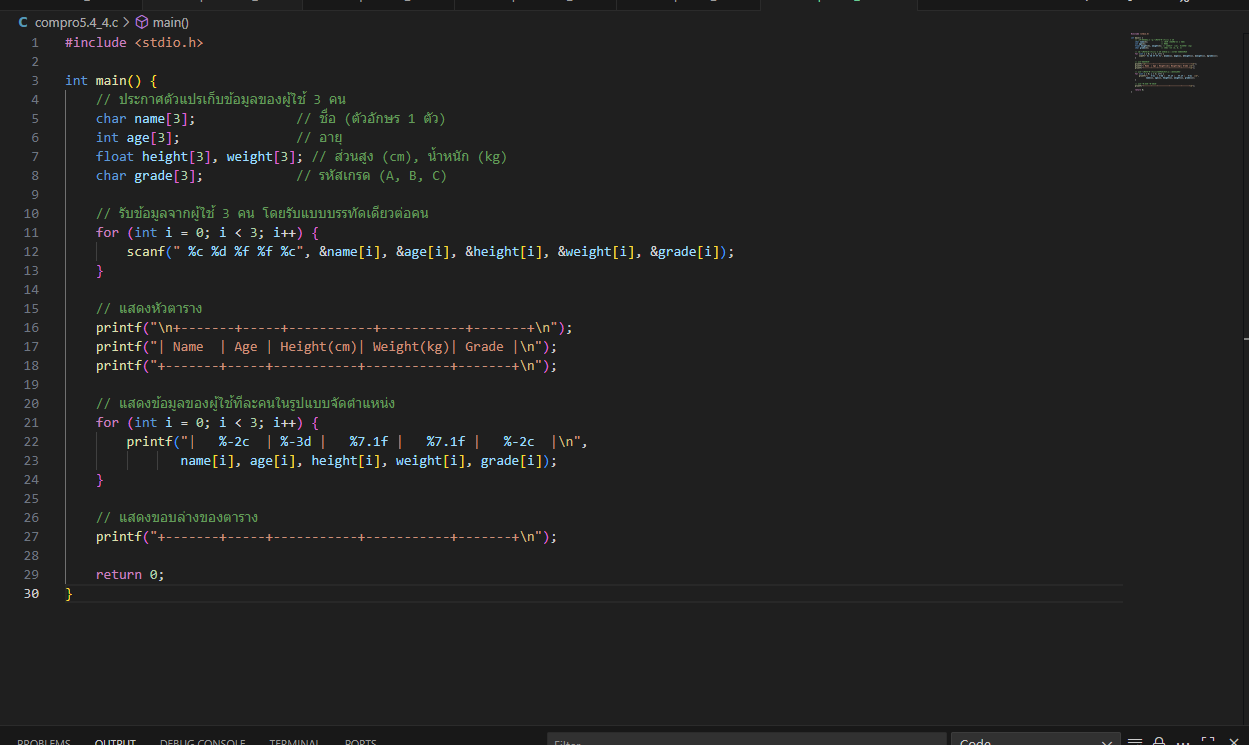 compro5.4_4.c > main()
1 #include <stdio.h>
2
3 int main() {
4     // ประกาศตัวแปรเก็บข้อมูลของผู้ใช้ 3 คน
5     char name[3];             // ชื่อ (ตัวอักษร 1 ตัว)
6     int age[3];               // อายุ
7     float height[3], weight[3]; // ส่วนสูง (cm), น้ำหนัก (kg)
8     char grade[3];            // รหัสเกรด (A, B, C)
9
10     // รับข้อมูลจากผู้ใช้ 3 คน โดยรับแบบบรรทัดเดียวต่อคน
11     for (int i = 0; i < 3; i++) {
12         scanf(" %c %d %f %f %c", &name[i], &age[i], &height[i], &weight[i], &grade[i]);
13     }
14
15     // แสดงหัวตาราง
16     printf("\n+-------+-----+-----------+-----------+-------+\n");
17     printf("| Name  | Age | Height(cm)| Weight(kg)| Grade |\n");
18     printf("+-------+-----+-----------+-----------+-------+\n");
19
20     // แสดงข้อมูลของผู้ใช้ทีละคนในรูปแบบจัดตำแหน่ง
21     for (int i = 0; i < 3; i++) {
22         printf("|   %-2c  | %-3d |   %7.1f |   %7.1f |   %-2c  |\n",
23                name[i], age[i], height[i], weight[i], grade[i]);
24     }
25
26     // แสดงขอบล่างของตาราง
27     printf("+-------+-----+-----------+-----------+-------+\n");
28
29     return 0;
30 }
PROBLEMS OUTPUT DEBUG CONSOLE TERMINAL PORTS Filter Code